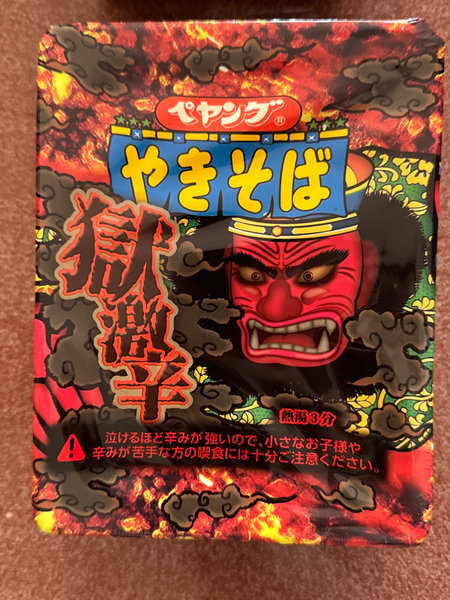 ペヤング®
やきそば
獄激辛
熱湯3分
泣けるほど辛みが強いので、小さなお子様や
辛みが苦手な方の喫食には十分ご注意ください。